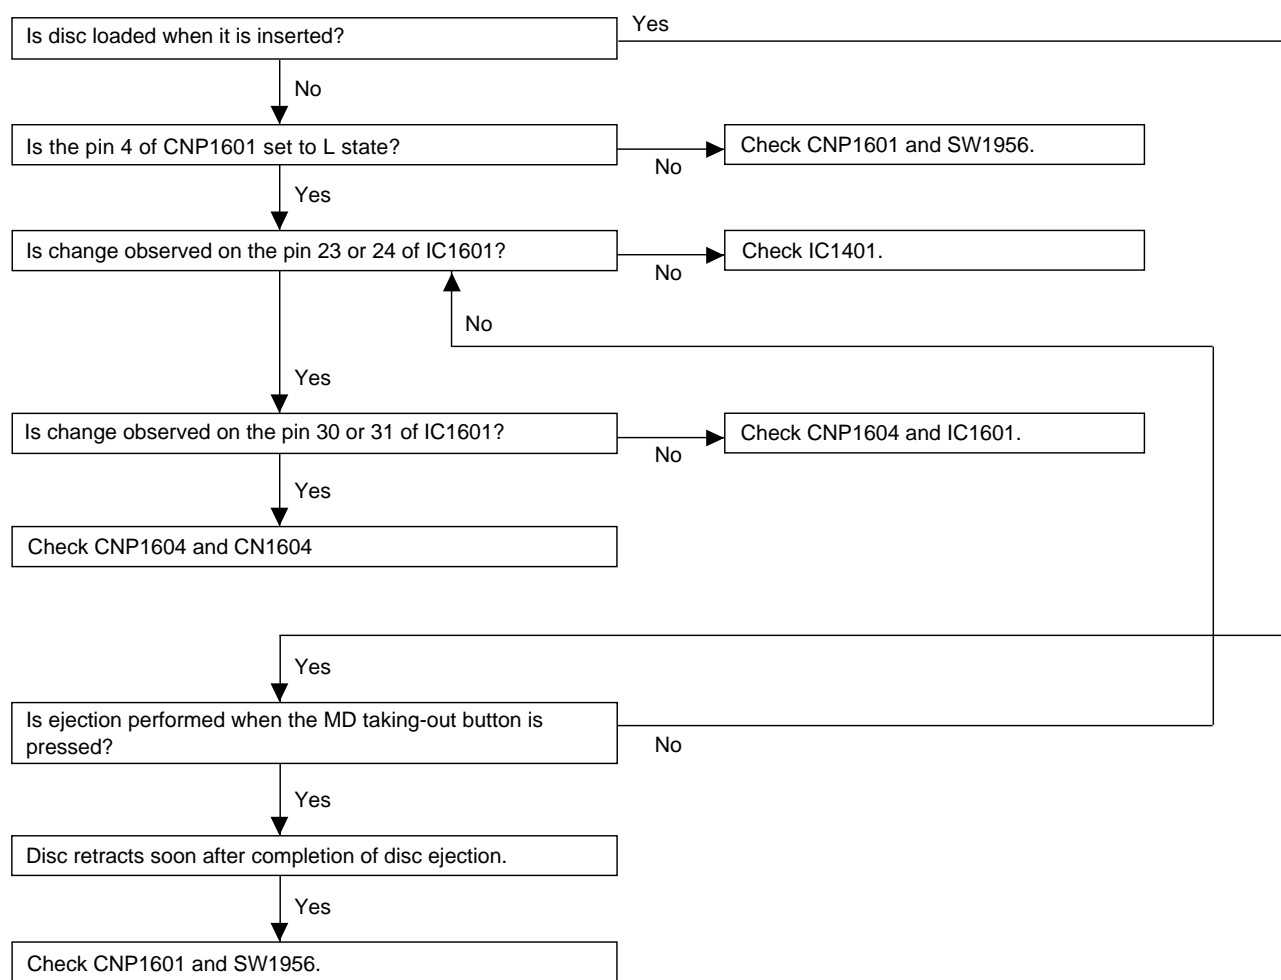 Is disc loaded when it is inserted?
Yes
No
Is the pin 4 of CNP1601 set to L state?
No
Check CNP1601 and SW1956.
Yes
Is change observed on the pin 23 or 24 of IC1601?
No
Check IC1401.
No
Yes
Is change observed on the pin 30 or 31 of IC1601?
No
Check CNP1604 and IC1601.
Yes
Check CNP1604 and CN1604
Yes
Is ejection performed when the MD taking-out button is
pressed?
No
Yes
Disc retracts soon after completion of disc ejection.
Yes
Check CNP1601 and SW1956.